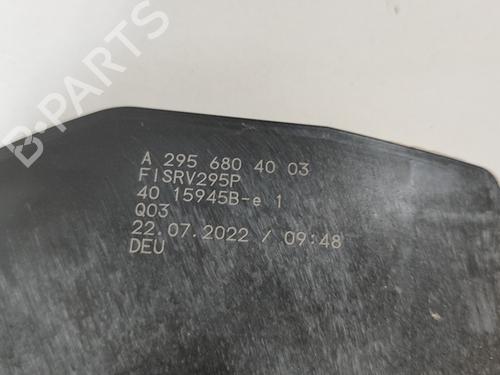 A 295 680 40 03
FISRV295P
40 15945B-e 1
Q03
22.07.2022 / 09:48
DEU
B-PARTS